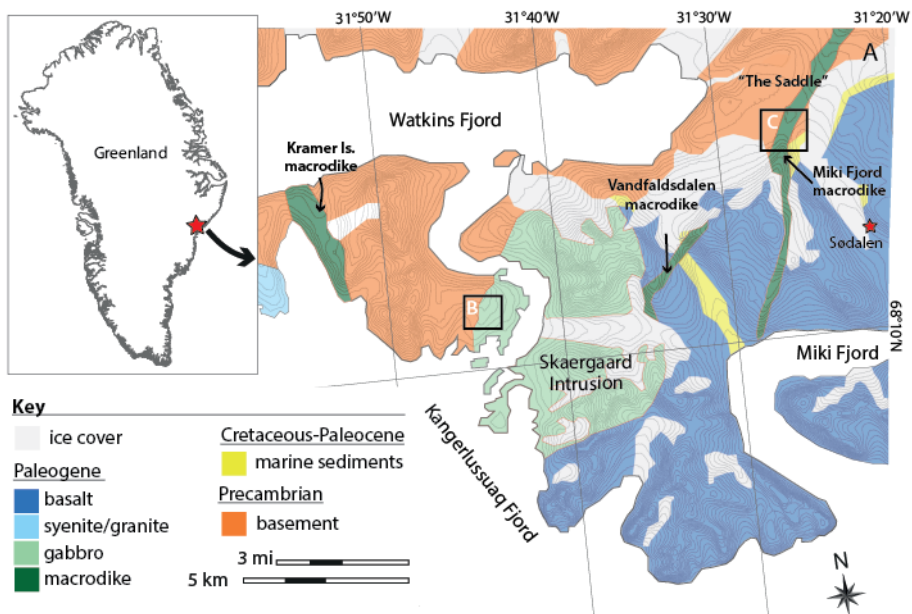 31°50'W
31°40'W
31°30'W
31°20'W
A
Greenland
Watkins Fjord
"The Saddle"
C
Kramer Is.
macrodike
Vandfaldsdalen
macrodike
Miki Fjord
macrodike
Sødalen
68°10'N
B
Skaergaard
Intrusion
Miki Fjord
Kangerlussuaq Fjord
Key
ice cover
Paleogene
basalt
syenite/granite
gabbro
macrodike
Cretaceous-Paleocene
marine sediments
Precambrian
basement
3 mi
5 km
N